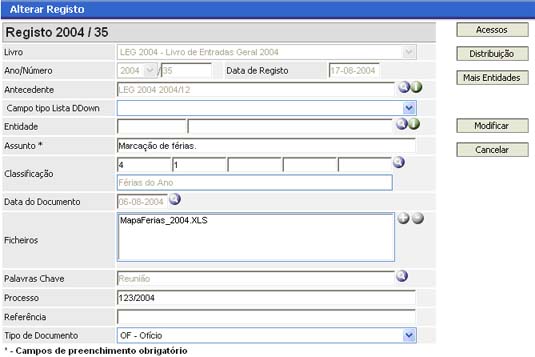 Alterar Registo
Registo 2004 / 35
Acessos
Livro LEG 2004 - Livro de Entradas Geral 2004
Distribuição
Ano/Número 2004 / 35 Data de Registo 17-08-2004
Mais Entidades
Antecedente LEG 2004 2004/12
Campo tipo Lista DDown
Entidade
Modificar
Assunto * Marcação de férias.
Cancelar
Classificação 4 1
Férias do Ano
Data do Documento 06-08-2004
Ficheiros MapaFerias_2004.XLS
Palavras Chave Reunião
Processo 123/2004
Referência
Tipo de Documento OF - Ofício
* - Campos de preenchimento obrigatório